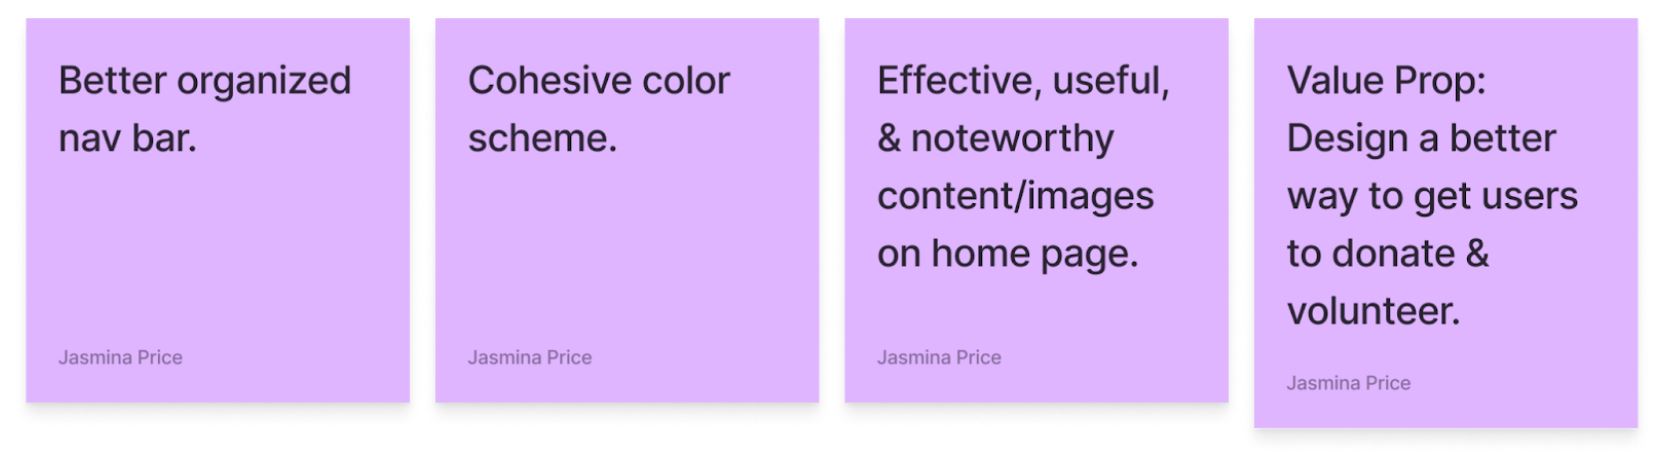 Better organized
nav bar.
Jasmina Price
Cohesive color
scheme.
Jasmina Price
Effective, useful,
& noteworthy
content/images
on home page.
Jasmina Price
Value Prop:
Design a better
way to get users
to donate &
volunteer.
Jasmina Price